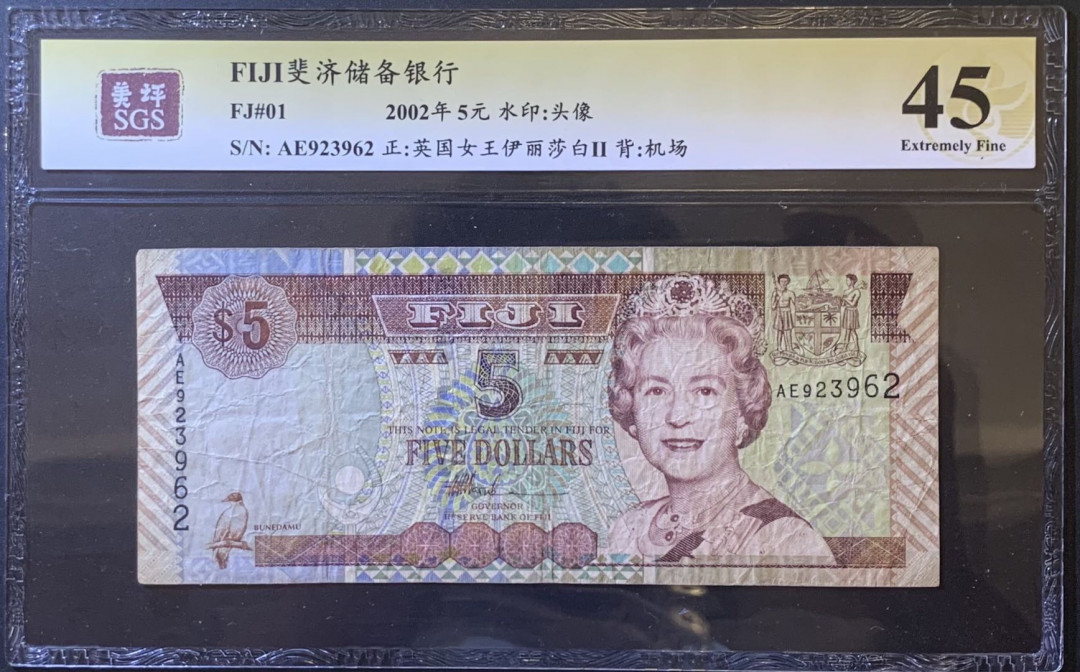 美评
SGS
FIJI斐济储备银行
FJ#01 2002年 5元 水印:头像
S/N: AE923962 正:英国女王伊丽莎白II 背:机场
45
Extremely Fine
$5
FIJI
5
AE923962
AE923962
THIS NOTE IS LEGAL TENDER IN FIJI FOR
FIVE DOLLARS
GOVERNOR
RESERVE BANK OF FIJI
BUNEDAMU